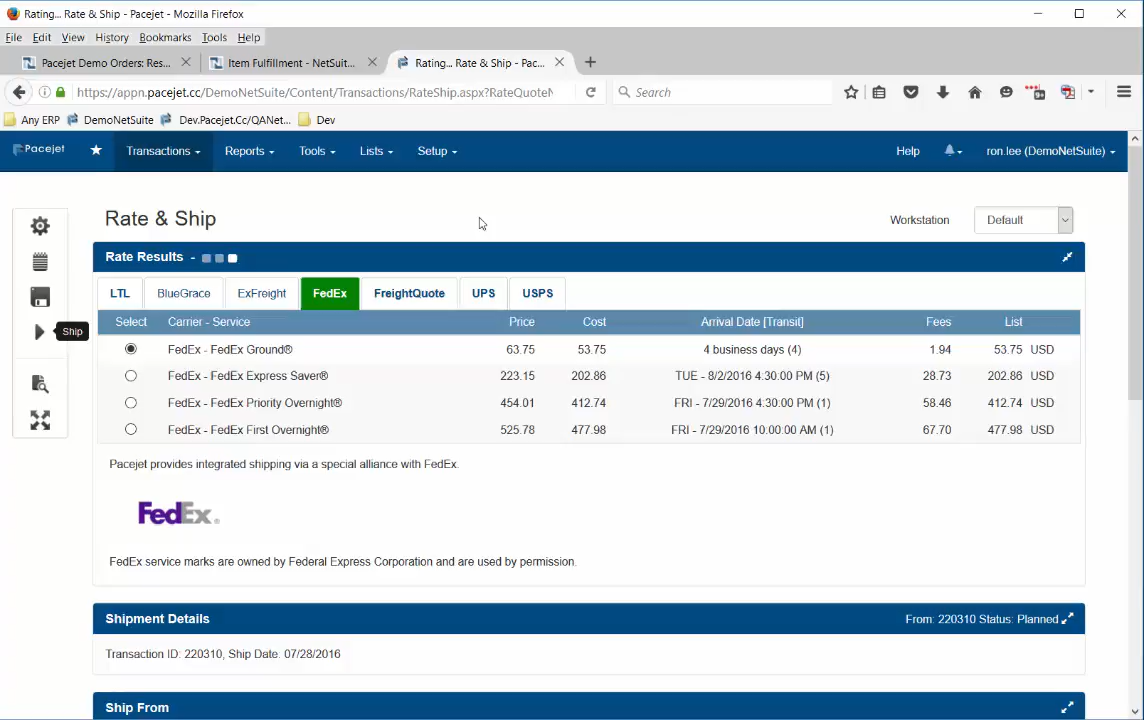 Rating... Rate & Ship - Pacejet - Mozilla Firefox
File Edit View History Bookmarks Tools Help
Pacejet Demo Orders: Res... Item Fulfillment - NetSuit... Rating... Rate & Ship - Pac...
https://appn.pacejet.cc/DemoNetSuite/Content/Transactions/RateShip.aspx?RateQuoteN Search
Any ERP DemoNetSuite Dev.Pacejet.Cc/QANet... Dev
Pacejet Transactions Reports Tools Lists Setup Help ron.lee (DemoNetSuite)
Rate & Ship Workstation Default
Rate Results -
LTL BlueGrace ExFreight FedEx FreightQuote UPS USPS
Select Carrier - Service Price Cost Arrival Date [Transit] Fees List
Ship
FedEx - FedEx Ground® 63.75 53.75 4 business days (4) 1.94 53.75 USD
FedEx - FedEx Express Saver® 223.15 202.86 TUE - 8/2/2016 4:30:00 PM (5) 28.73 202.86 USD
FedEx - FedEx Priority Overnight® 454.01 412.74 FRI - 7/29/2016 4:30:00 PM (1) 58.46 412.74 USD
FedEx - FedEx First Overnight® 525.78 477.98 FRI - 7/29/2016 10:00:00 AM (1) 67.70 477.98 USD
Pacejet provides integrated shipping via a special alliance with FedEx.
FedEx®
FedEx service marks are owned by Federal Express Corporation and are used by permission.
Shipment Details From: 220310 Status: Planned
Transaction ID: 220310, Ship Date: 07/28/2016
Ship From